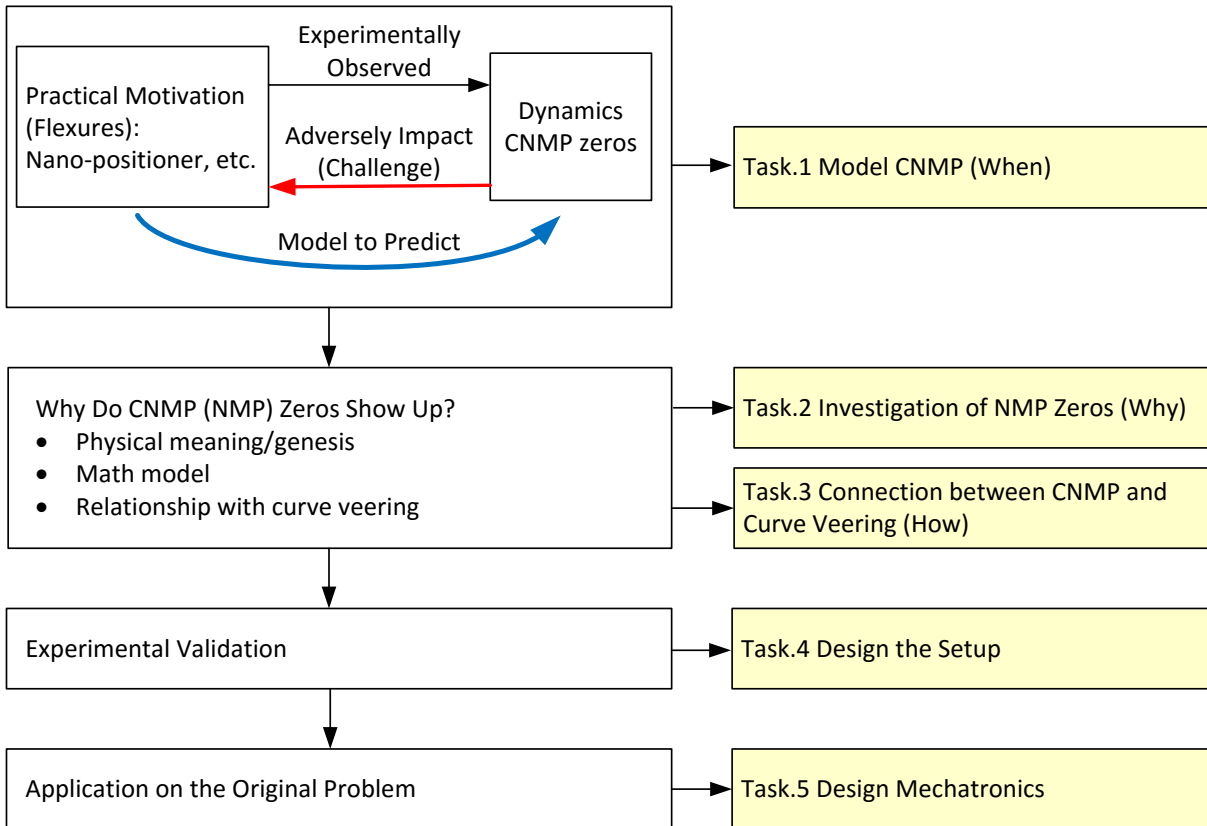 Experimentally
Observed
Practical Motivation
(Flexures):
Nano-positioner, etc.
Adversely Impact
(Challenge)
Dynamics
CNMP zeros
Model to Predict
Task.1 Model CNMP (When)
Why Do CNMP (NMP) Zeros Show Up?
• Physical meaning/genesis
• Math model
• Relationship with curve veering
Task.2 Investigation of NMP Zeros (Why)
Task.3 Connection between CNMP and
Curve Veering (How)
Experimental Validation
Task.4 Design the Setup
Application on the Original Problem
Task.5 Design Mechatronics